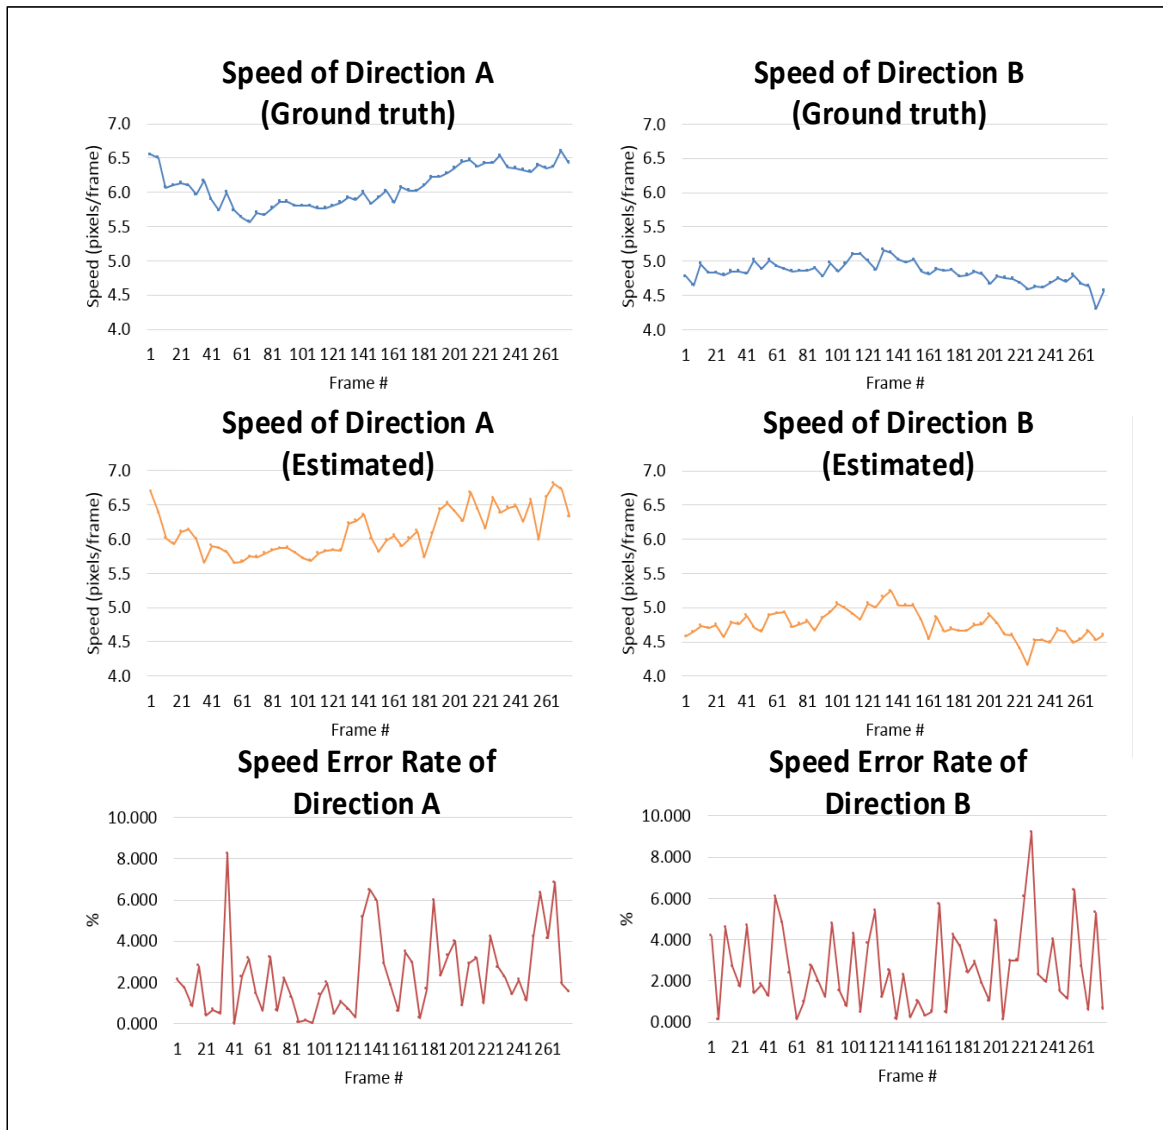 Speed of Direction A
(Ground truth)
7.0
6.5
6.0
5.5
5.0
4.5
4.0
Speed (pixels/frame)
1 21 41 61 81 101 121 141 161 181 201 221 241 261
Frame #
Speed of Direction B
(Ground truth)
7.0
6.5
6.0
5.5
5.0
4.5
4.0
Speed (pixels/frame)
1 21 41 61 81 101 121 141 161 181 201 221 241 261
Frame #
Speed of Direction A
(Estimated)
7.0
6.5
6.0
5.5
5.0
4.5
4.0
Speed (pixels/frame)
1 21 41 61 81 101 121 141 161 181 201 221 241 261
Frame #
Speed of Direction B
(Estimated)
7.0
6.5
6.0
5.5
5.0
4.5
4.0
Speed (pixels/frame)
1 21 41 61 81 101 121 141 161 181 201 221 241 261
Frame #
Speed Error Rate of
Direction A
10.000
8.000
6.000
4.000
2.000
0.000
%
1 21 41 61 81 101 121 141 161 181 201 221 241 261
Frame #
Speed Error Rate of
Direction B
10.000
8.000
6.000
4.000
2.000
0.000
%
1 21 41 61 81 101 121 141 161 181 201 221 241 261
Frame #